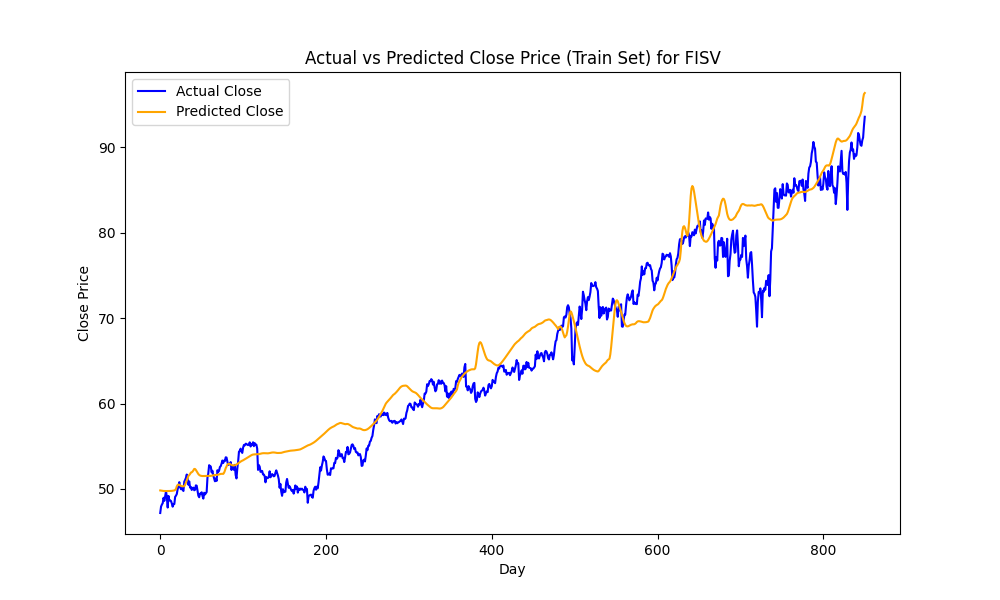 Actual vs Predicted Close Price (Train Set) for FISV
Actual Close
Predicted Close
Close Price
90
80
70
60
50
0 200 400 600 800
Day